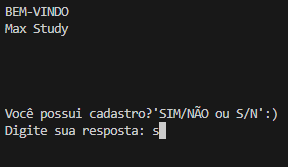 BEM-VINDO
Max Study
Você possui cadastro?'SIM/NÃO ou S/N':)
Digite sua resposta: s